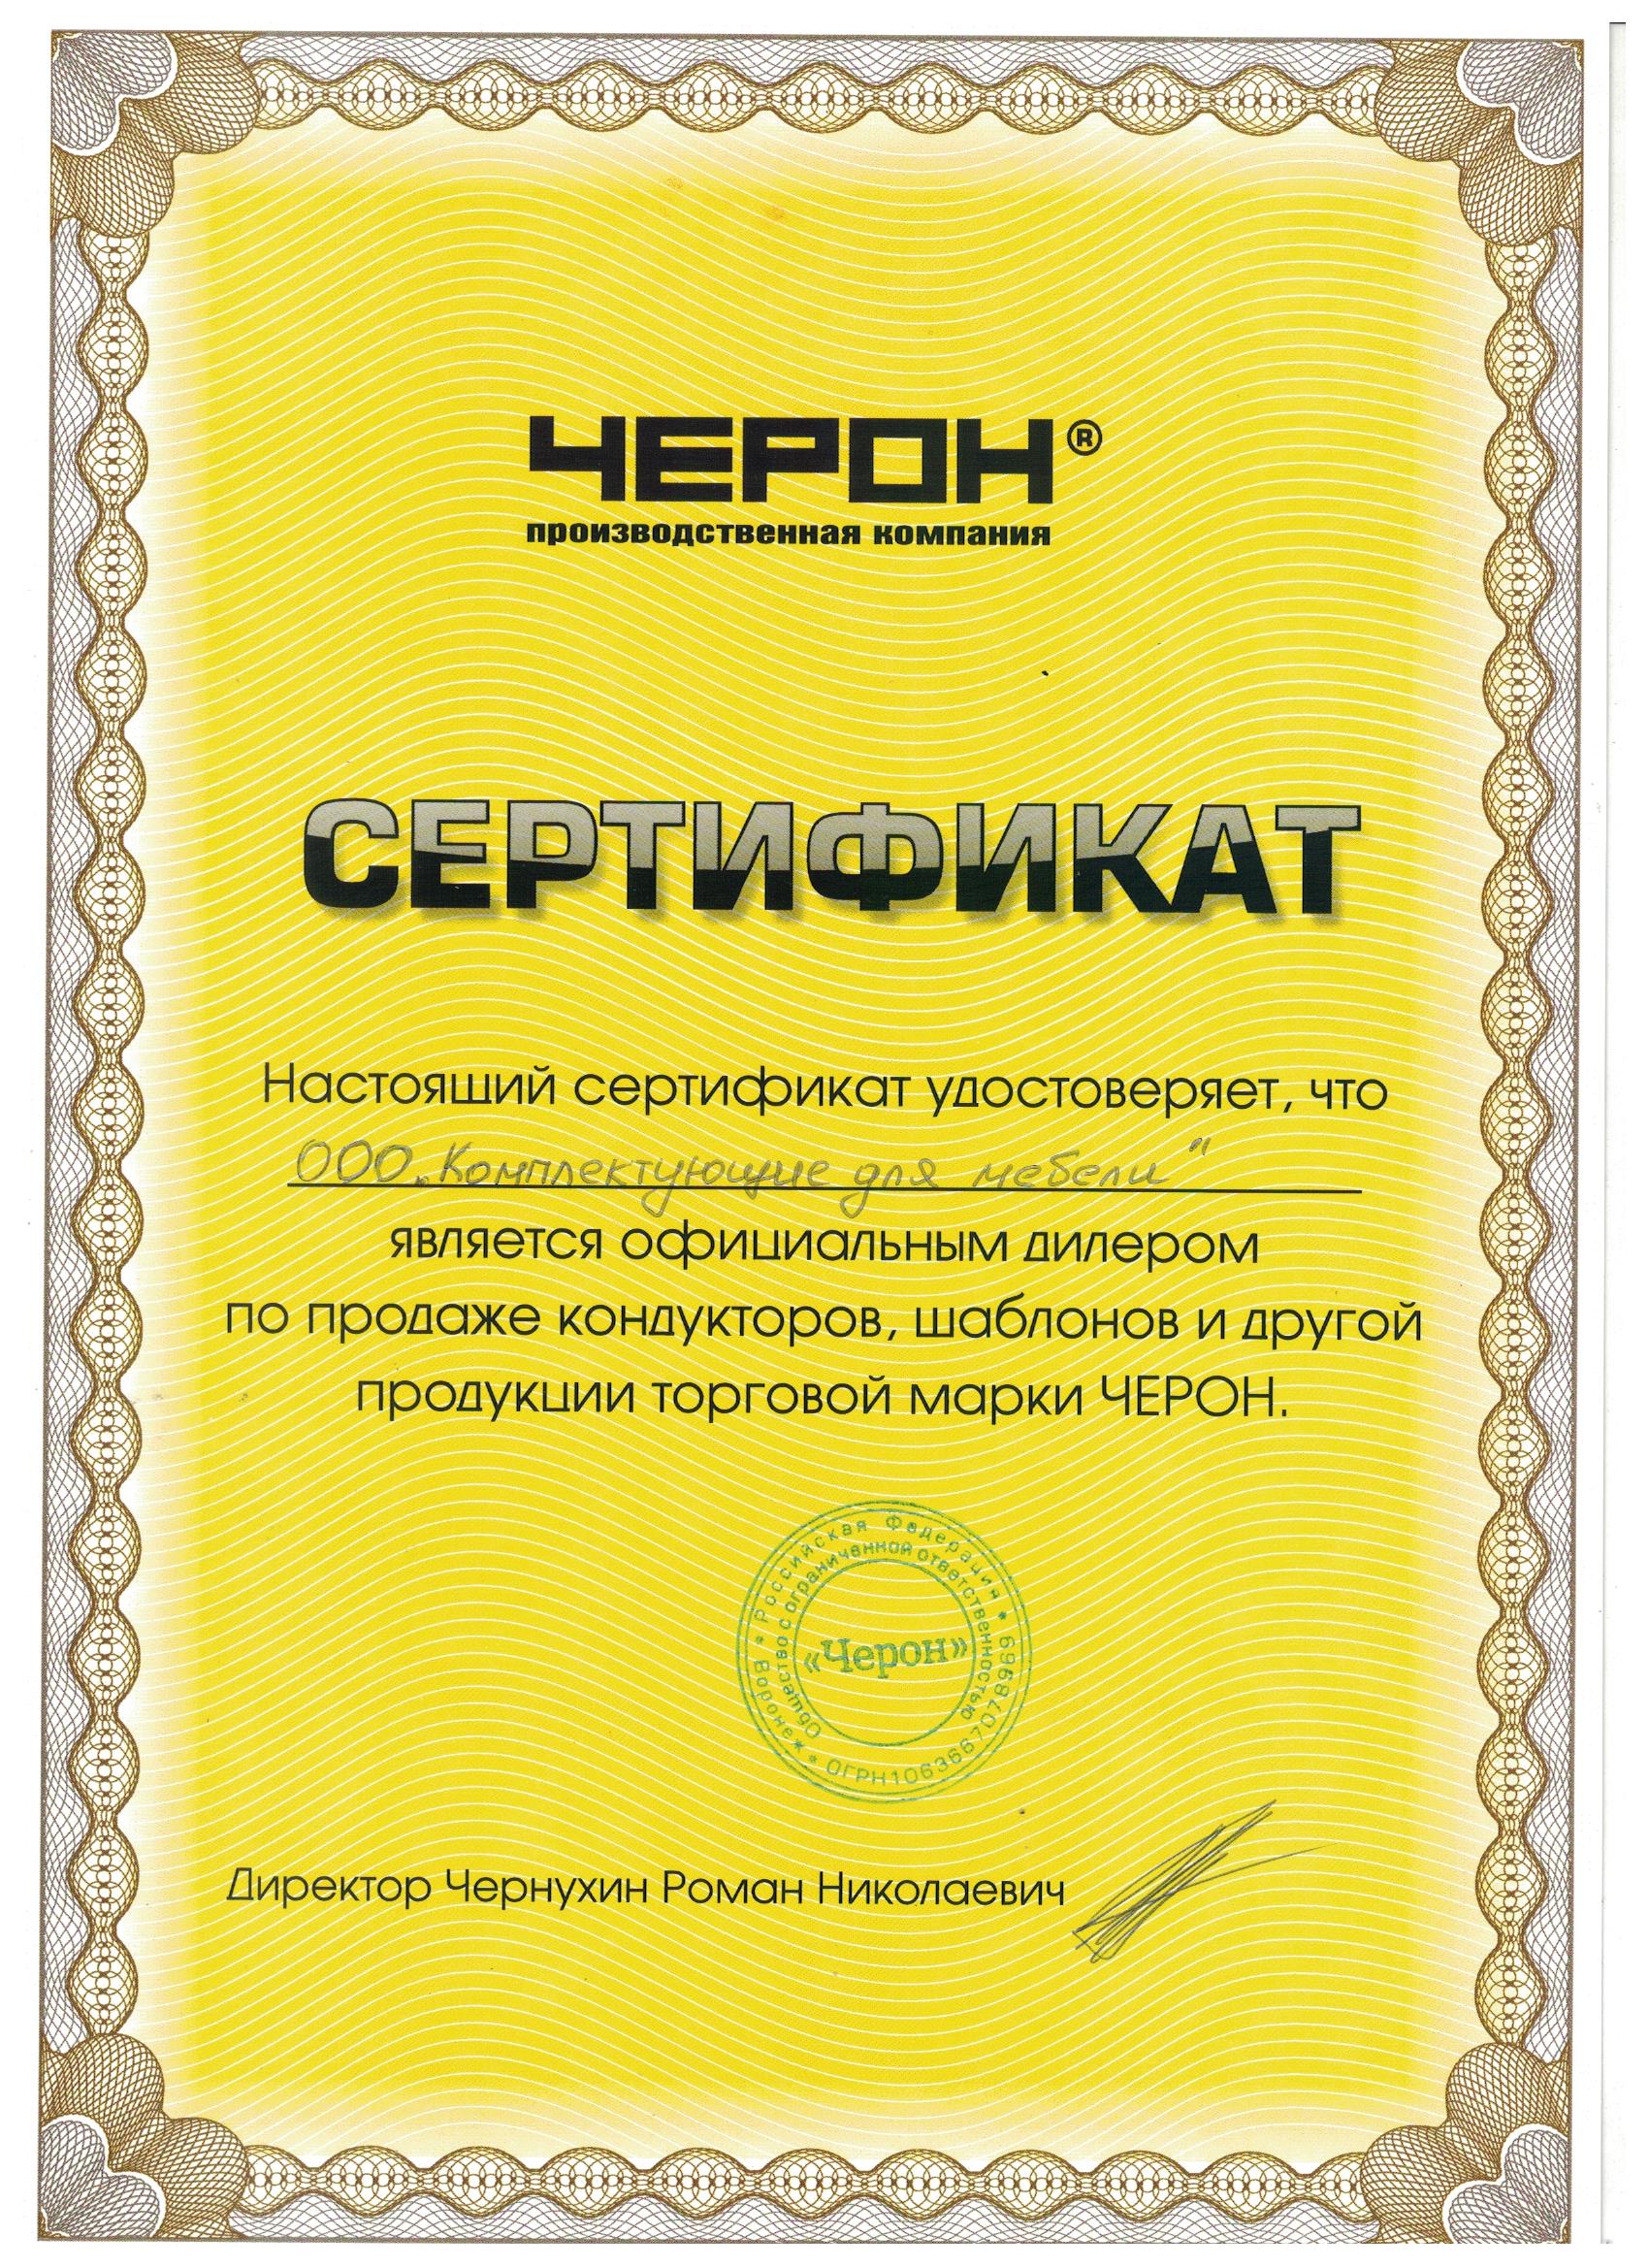 ЧЕРОН®
производственная компания
СЕРТИФИКАТ
Настоящий сертификат удостоверяет, что
ООО „Комплектующие для мебели"
является официальным дилером
по продаже кондукторов, шаблонов и другой
продукции торговой марки ЧЕРОН.
* Российская Федерация *
Общество с ограниченной ответственностью
«Черон»
* Воронеж * ОГРН1063667078969
Директор Чернухин Роман Николаевич